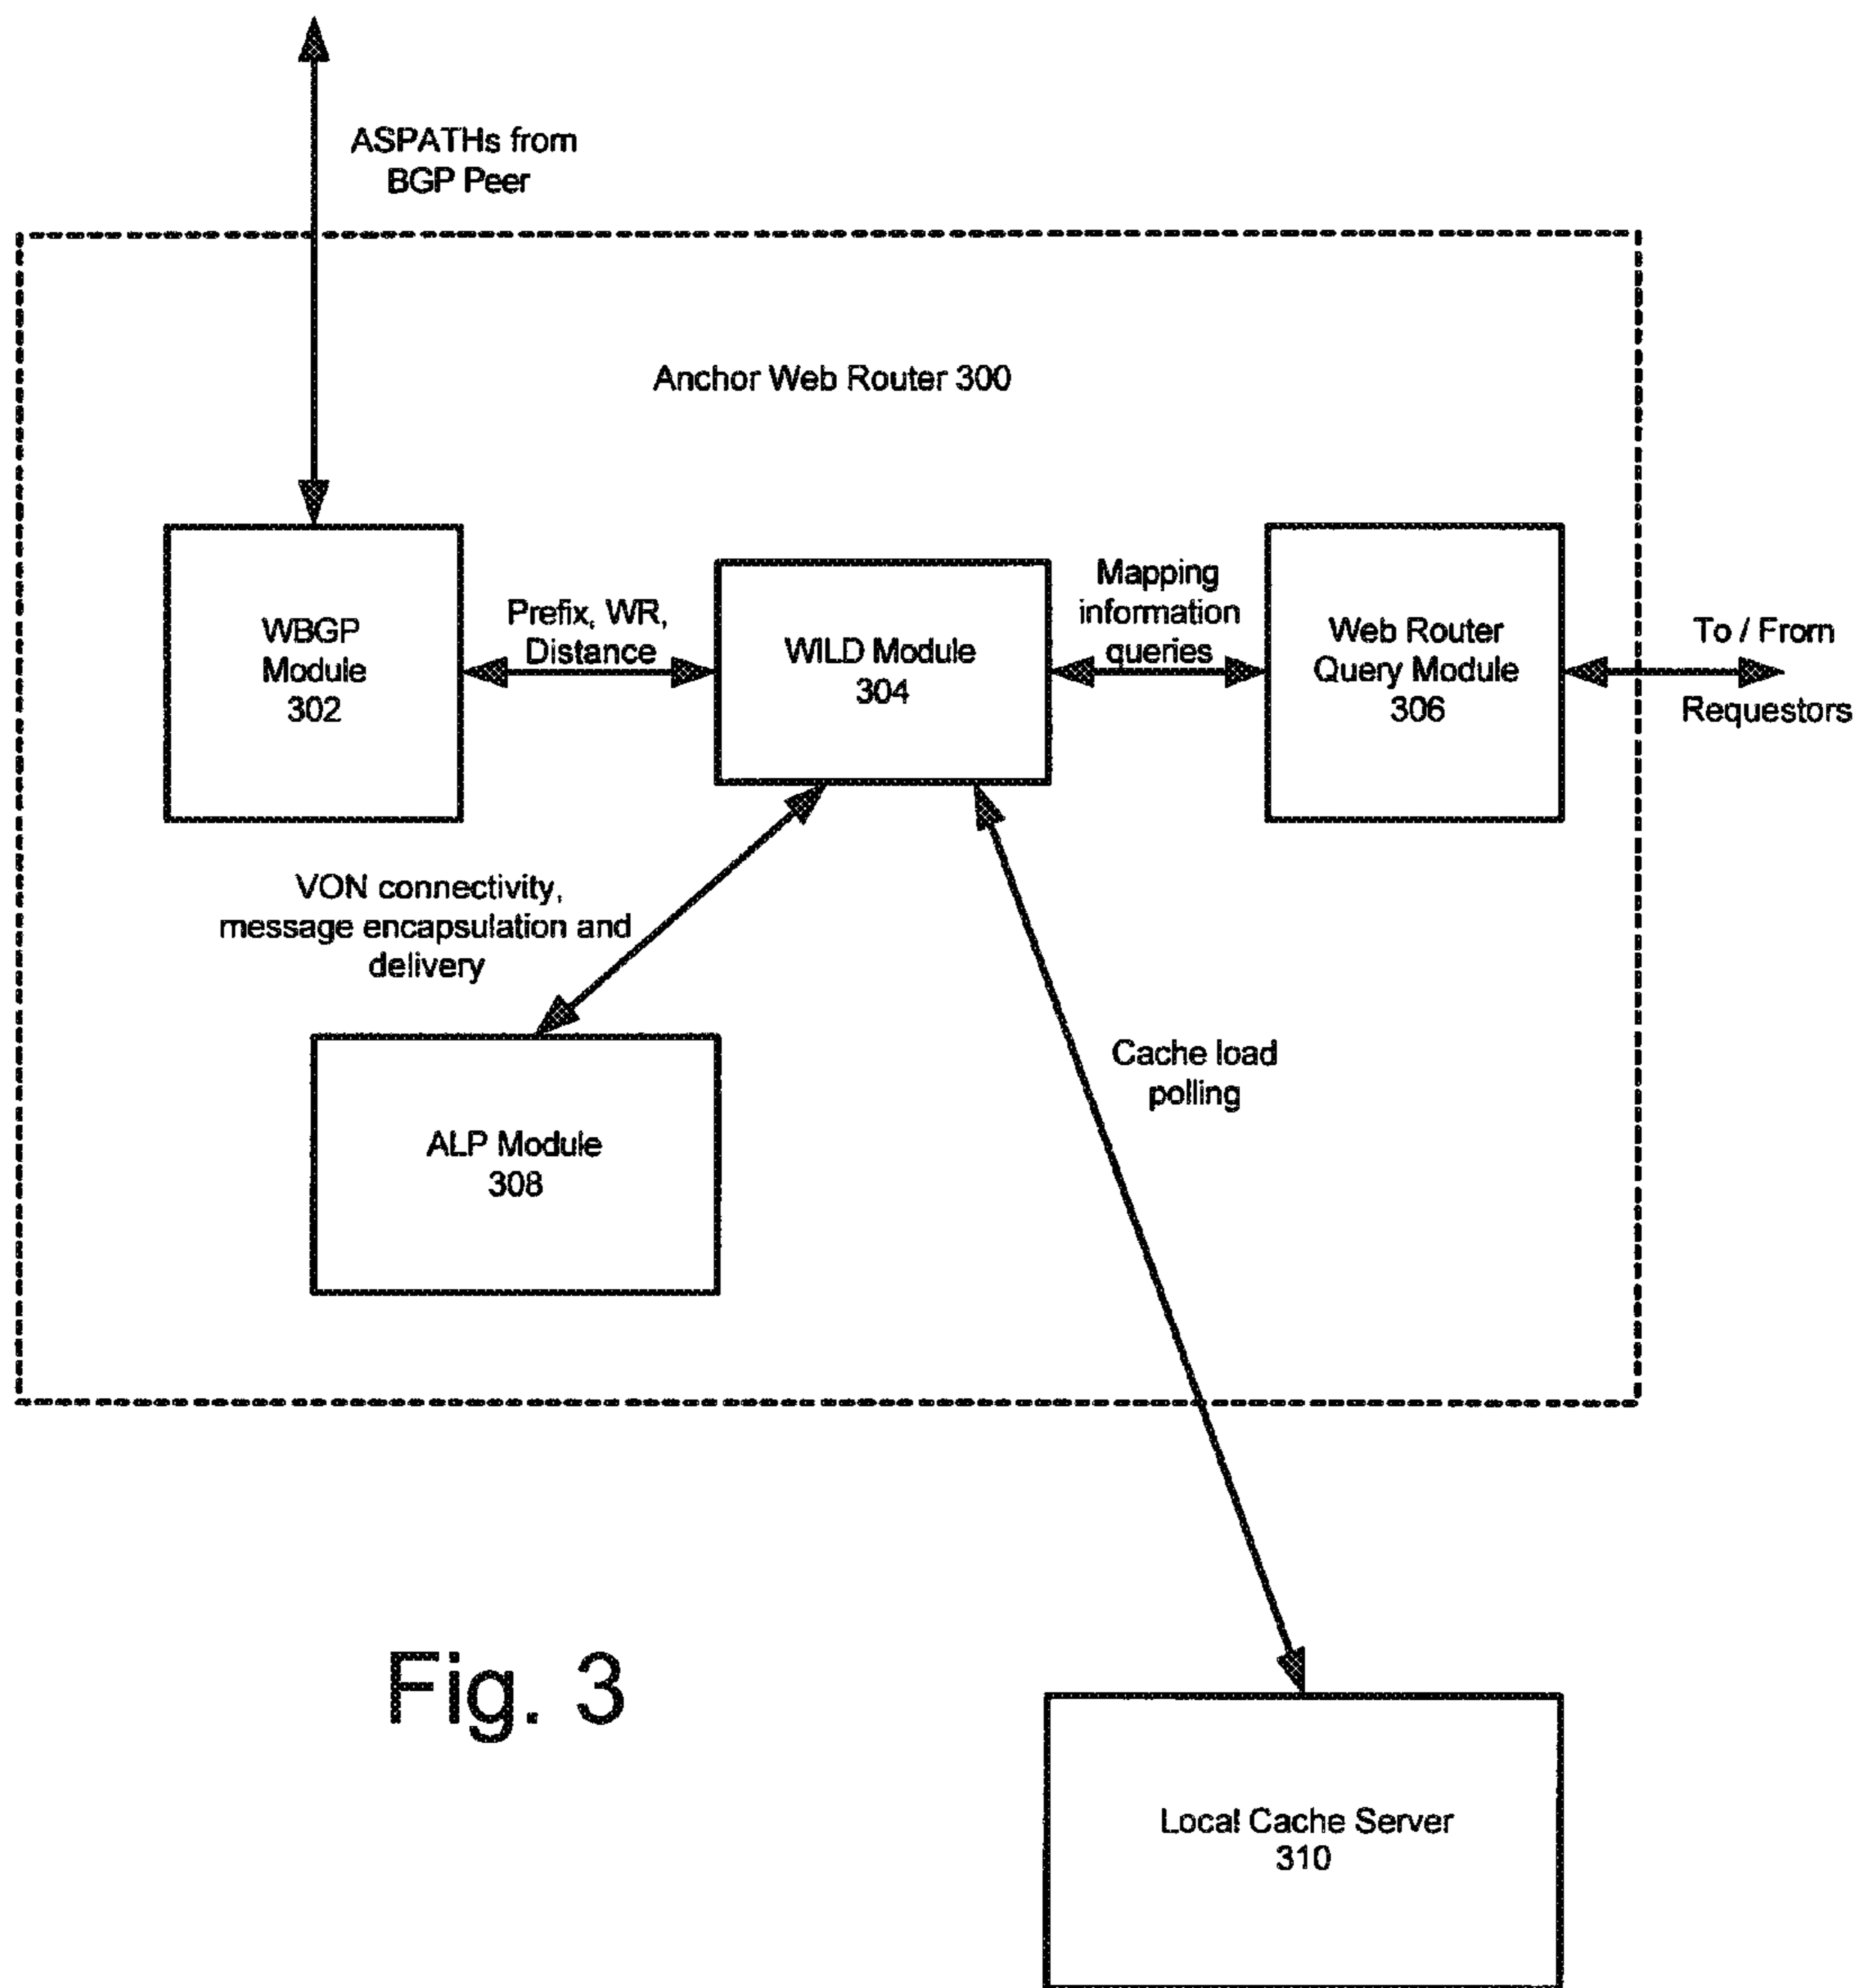 ASPATHs from
BGP Peer
Anchor Web Router 300
WBGP
Module
302
Prefix, WR,
Distance
WILD Module
304
Mapping
information
queries
Web Router
Query Module
306
To / From
Requestors
VON connectivity,
message encapsulation and
delivery
ALP Module
308
Cache load
polling
Fig. 3
Local Cache Server
310